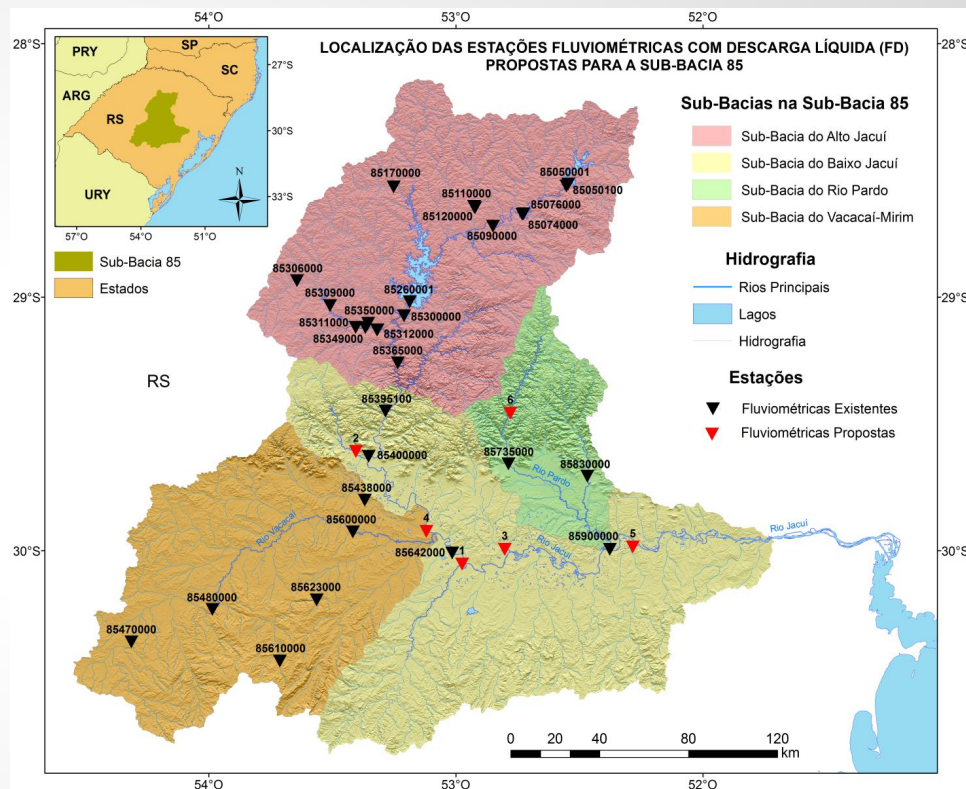 LOCALIZAÇÃO DAS ESTAÇÕES FLUVIOMÉTRICAS COM DESCARGA LÍQUIDA (FD)
PROPOSTAS PARA A SUB-BACIA 85
54°O
53°O
52°O
28°S
28°S
29°S
29°S
30°S
30°S
54°O
53°O
52°O
PRY
SP
SC
ARG
RS
URY
N
27°S
30°S
33°S
57°O
54°O
51°O
Sub-Bacia 85
Estados
RS
Sub-Bacias na Sub-Bacia 85
Sub-Bacia do Alto Jacuí
Sub-Bacia do Baixo Jacuí
Sub-Bacia do Rio Pardo
Sub-Bacia do Vacacaí-Mirim
Hidrografia
Rios Principais
Lagos
Hidrografia
Estações
Fluviométricas Existentes
Fluviométricas Propostas
85170000
85050001
85050100
85110000
85076000
85120000
85074000
85090000
85306000
85309000
85260001
85350000
85300000
85311000
85312000
85349000
85365000
85395100
6
2
85400000
85735000
85830000
Rio Pardo
85438000
85600000
4
Rio Vacacaí
3
5
Rio Jacuí
Rio Jacuí
85900000
85642000
1
85480000
85623000
85470000
85610000
0
20
40
80
120
km